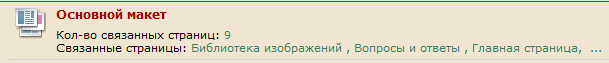 Основной макет
Кол-во связанных страниц: 9
Связанные страницы: Библиотека изображений , Вопросы и ответы , Главная страница, ...